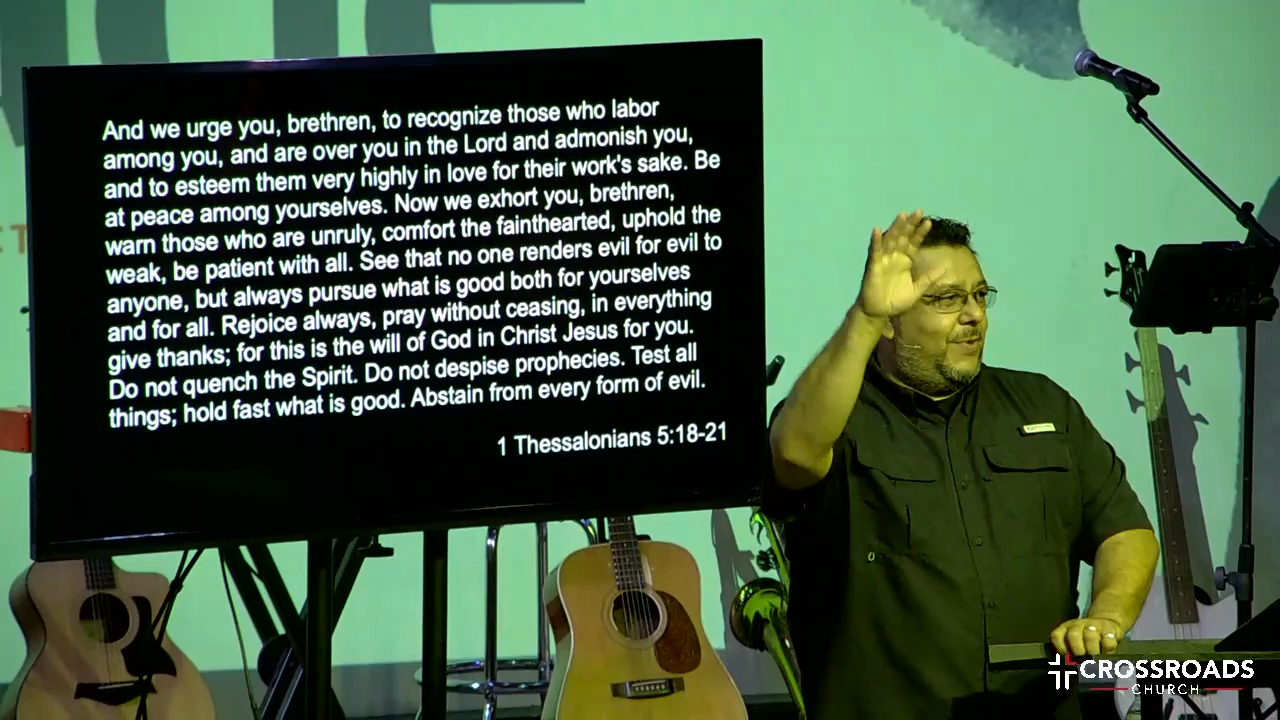 And we urge you, brethren, to recognize those who labor
among you, and are over you in the Lord and admonish you,
and to esteem them very highly in love for their work's sake. Be
at peace among yourselves. Now we exhort you, brethren,
warn those who are unruly, comfort the fainthearted, uphold the
weak, be patient with all. See that no one renders evil for evil to
anyone, but always pursue what is good both for yourselves
and for all. Rejoice always, pray without ceasing, in everything
give thanks; for this is the will of God in Christ Jesus for you.
Do not quench the Spirit. Do not despise prophecies. Test all
things; hold fast what is good. Abstain from every form of evil.
1 Thessalonians 5:18-21
CROSSROADS
CHURCH